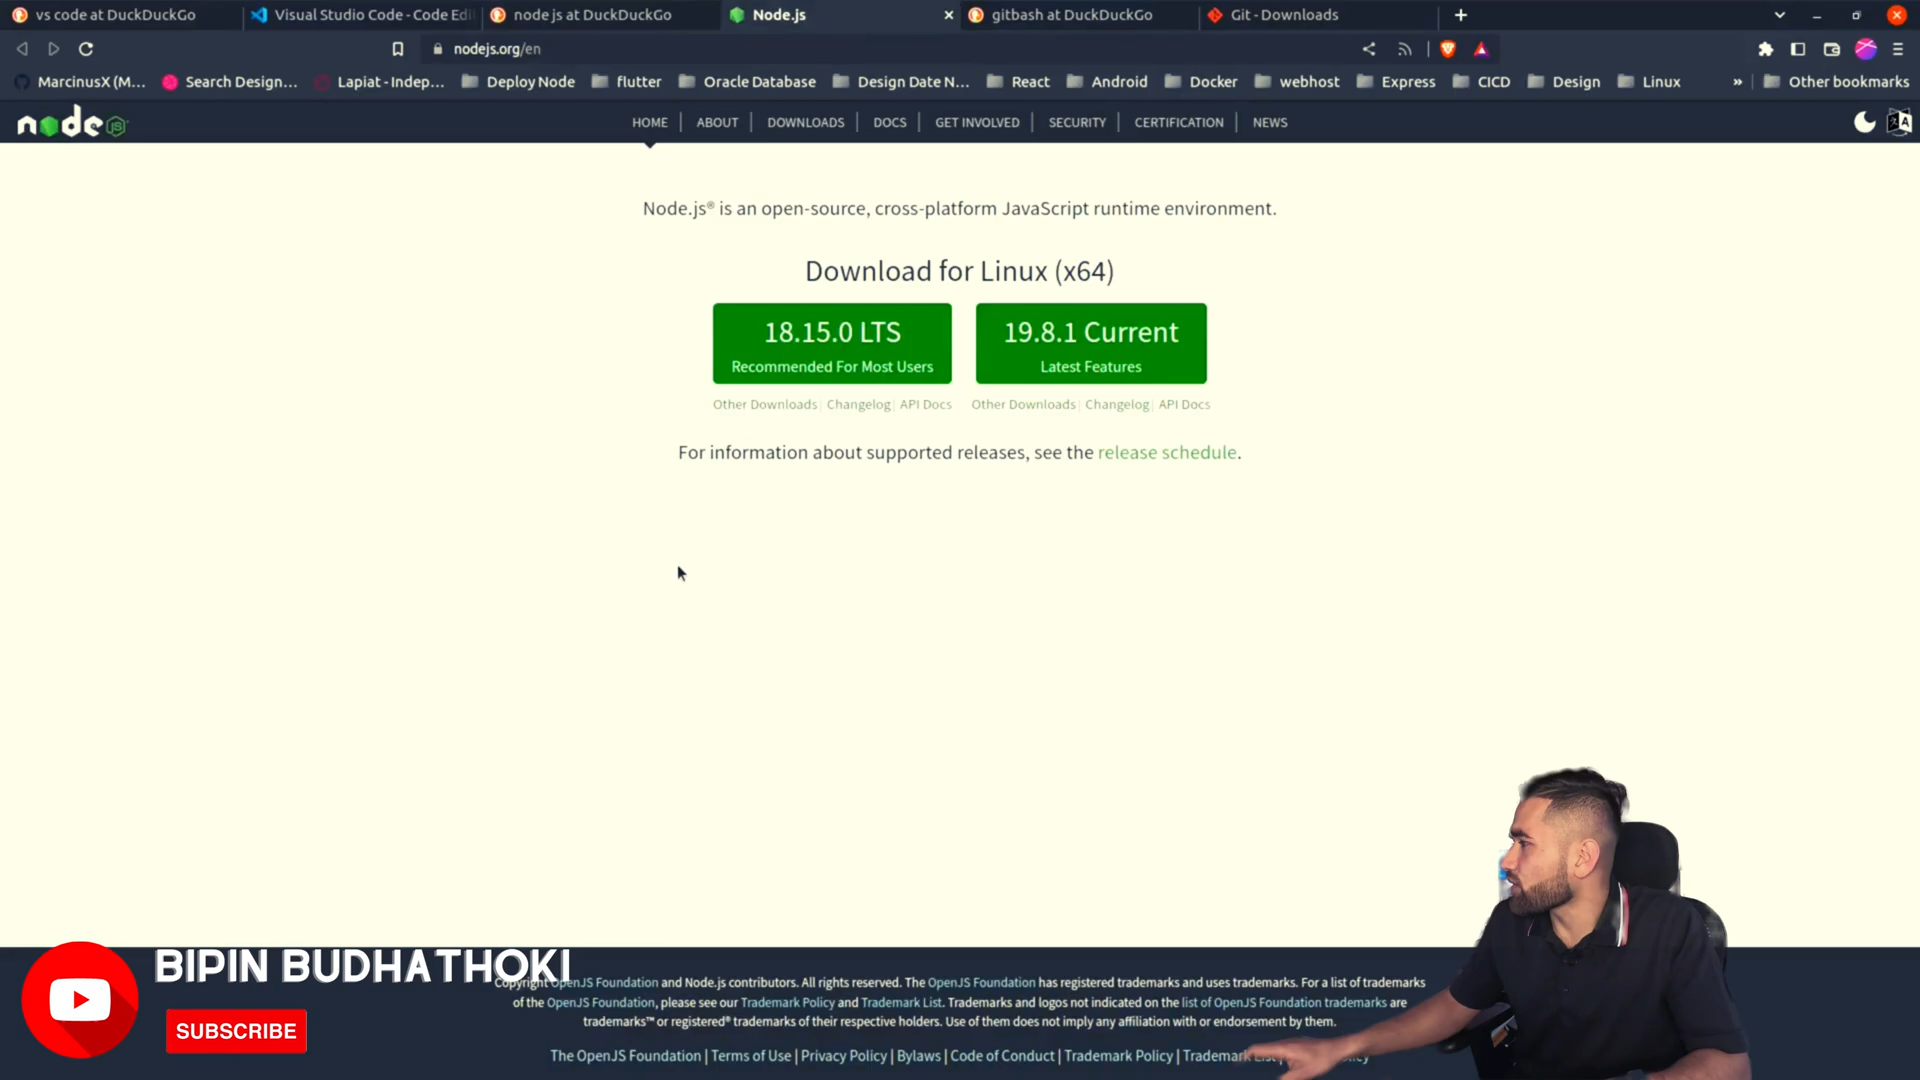 vs code at DuckDuckGo
Visual Studio Code - Code Edi
node js at DuckDuckGo
Node.js
gitbash at DuckDuckGo
Git - Downloads
nodejs.org/en
MarcinusX (M...
Search Design...
Lapiat - Indep...
Deploy Node
flutter
Oracle Database
Design Date N...
React
Android
Docker
webhost
Express
CICD
Design
Linux
»
Other bookmarks
node JS
HOME | ABOUT | DOWNLOADS | DOCS | GET INVOLVED | SECURITY | CERTIFICATION | NEWS
Node.js® is an open-source, cross-platform JavaScript runtime environment.
Download for Linux (x64)
18.15.0 LTS
Recommended For Most Users
19.8.1 Current
Latest Features
Other Downloads | Changelog | API Docs
Other Downloads | Changelog | API Docs
For information about supported releases, see the release schedule.
BIPIN BUDHATHOKI
SUBSCRIBE
Copyright OpenJS Foundation and Node.js contributors. All rights reserved. The OpenJS Foundation has registered trademarks and uses trademarks. For a list of trademarks
of the OpenJS Foundation, please see our Trademark Policy and Trademark List. Trademarks and logos not indicated on the list of OpenJS Foundation trademarks are
trademarks™ or registered® trademarks of their respective holders. Use of them does not imply any affiliation with or endorsement by them.
The OpenJS Foundation | Terms of Use | Privacy Policy | Bylaws | Code of Conduct | Trademark Policy | Trademark